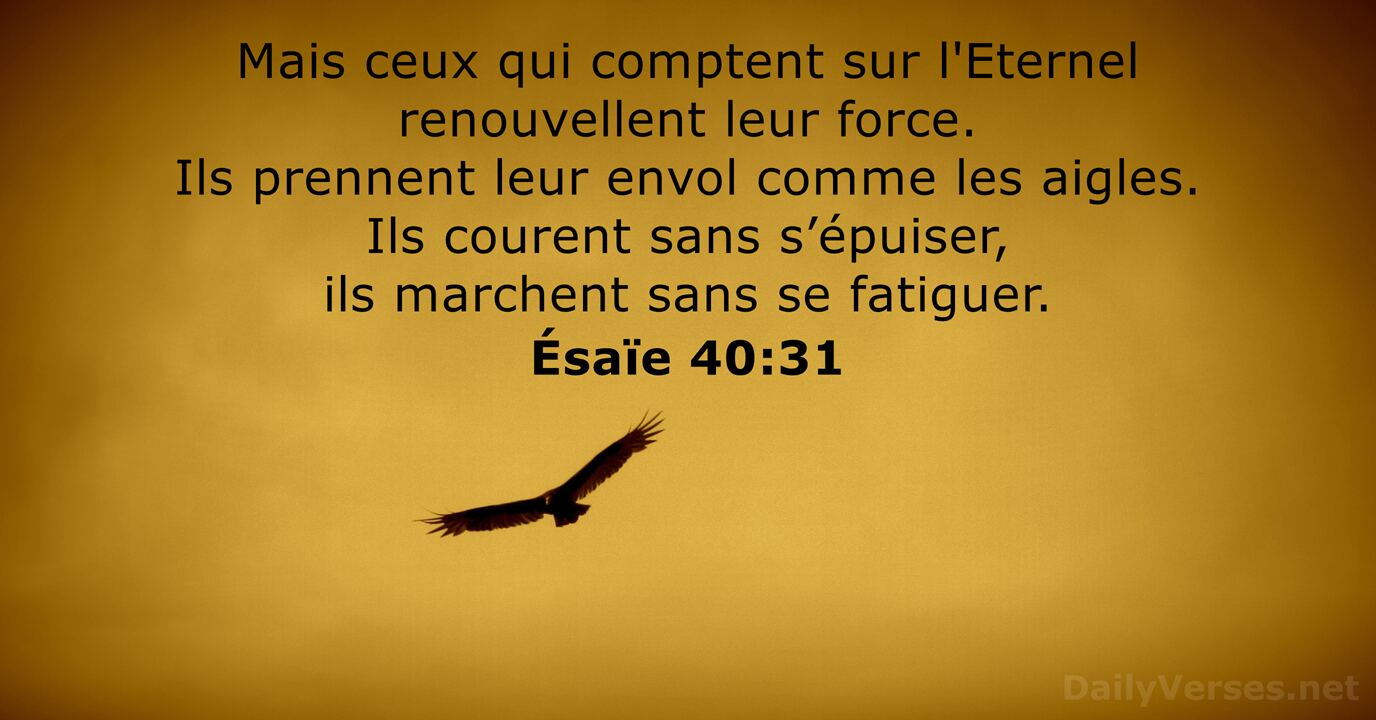 Mais ceux qui comptent sur l'Eternel
renouvellent leur force.
Ils prennent leur envol comme les aigles.
Ils courent sans s’épuiser,
ils marchent sans se fatiguer.
Ésaïe 40:31
DailyVerses.net